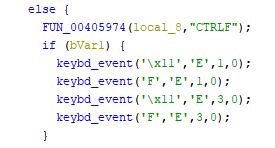 else {
FUN_00405974(local_8,"CTRLF");
if (bVar1) {
keybd_event('\x11','E',1,0);
keybd_event('F','E',1,0);
keybd_event('\x11','E',3,0);
keybd_event('F','E',3,0);
}